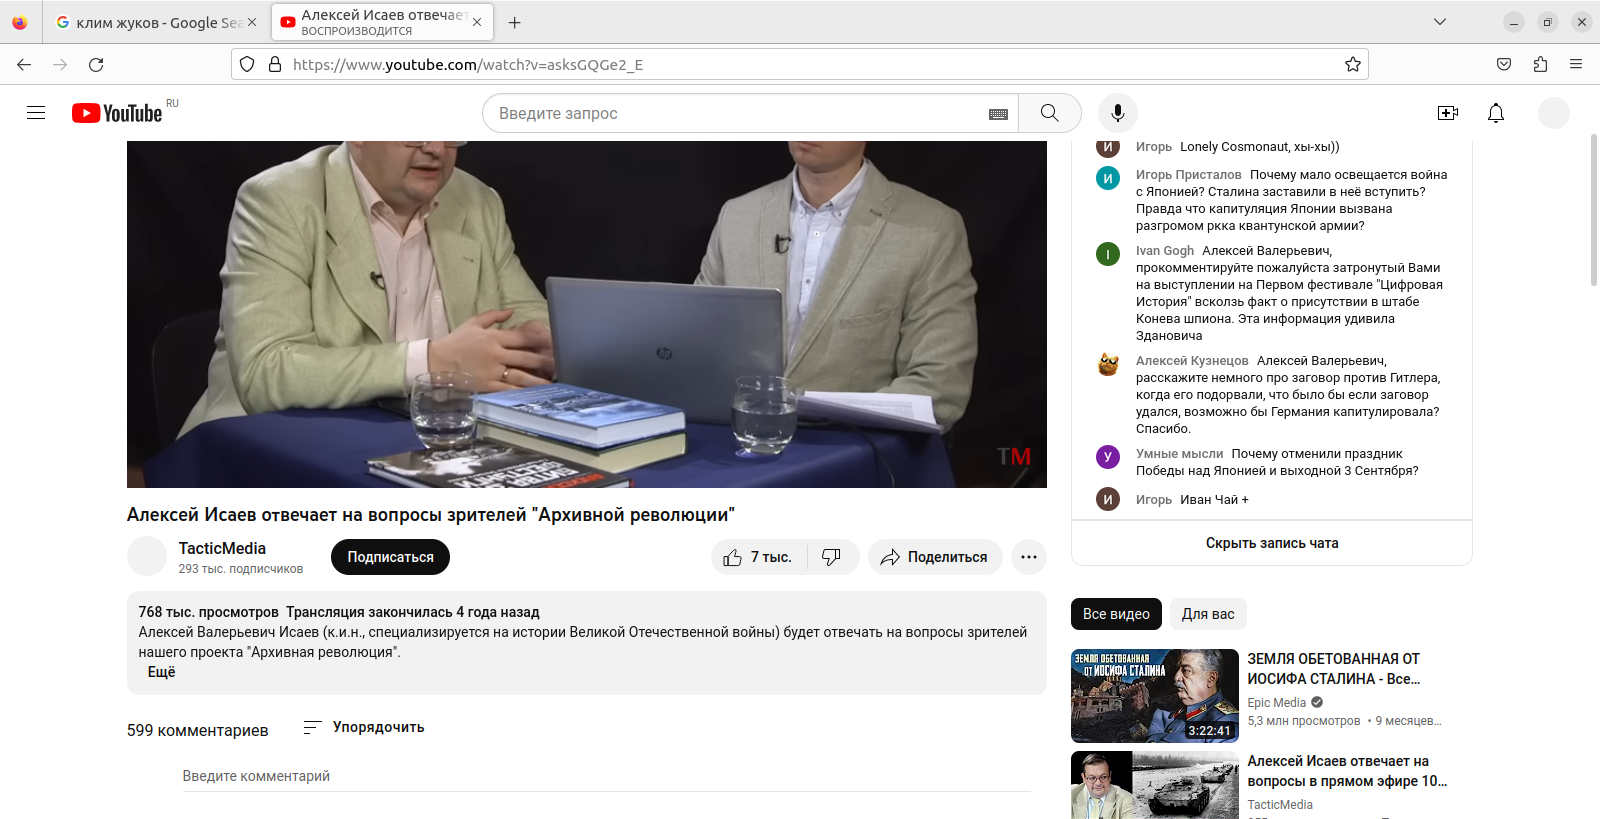 клим жуков - Google Sea
Алексей Исаев отвечает
ВОСПРОИЗВОДИТСЯ
https://www.youtube.com/watch?v=asksGQGe2_E
YouTube RU
Введите запрос
Игорь Lonely Cosmonaut, хы-хы))
Игорь Присталов Почему мало освещается война
с Японией? Сталина заставили в неё вступить?
Правда что капитуляция Японии вызвана
разгромом ркка квантунской армии?
Ivan Gogh Алексей Валерьевич,
прокомментируйте пожалуйста затронутый Вами
на выступлении на Первом фестивале "Цифровая
История" всколзь факт о присутствии в штабе
Конева шпиона. Эта информация удивила
Здановича
Алексей Кузнецов Алексей Валерьевич,
расскажите немного про заговор против Гитлера,
когда его подорвали, что было бы если заговор
удался, возможно бы Германия капитулировала?
Спасибо.
Умные мысли Почему отменили праздник
Победы над Японией и выходной 3 Сентября?
Игорь Иван Чай +
Скрыть запись чата
hp
TM
Алексей Исаев отвечает на вопросы зрителей "Архивной революции"
TacticMedia
293 тыс. подписчиков
Подписаться
7 тыс.
Поделиться
768 тыс. просмотров Трансляция закончилась 4 года назад
Алексей Валерьевич Исаев (к.и.н., специализируется на истории Великой Отечественной войны) будет отвечать на вопросы зрителей
нашего проекта "Архивная революция".
Ещё
599 комментариев
Упорядочить
Введите комментарий
Все видео
Для вас
ЗЕМЛЯ ОБЕТОВАННАЯ
ОТ ИОСИФА СТАЛИНА
3:22:41
ЗЕМЛЯ ОБЕТОВАННАЯ ОТ
ИОСИФА СТАЛИНА - Все…
Epic Media
5,3 млн просмотров • 9 месяцев…
Алексей Исаев отвечает на
вопросы в прямом эфире 10…
TacticMedia